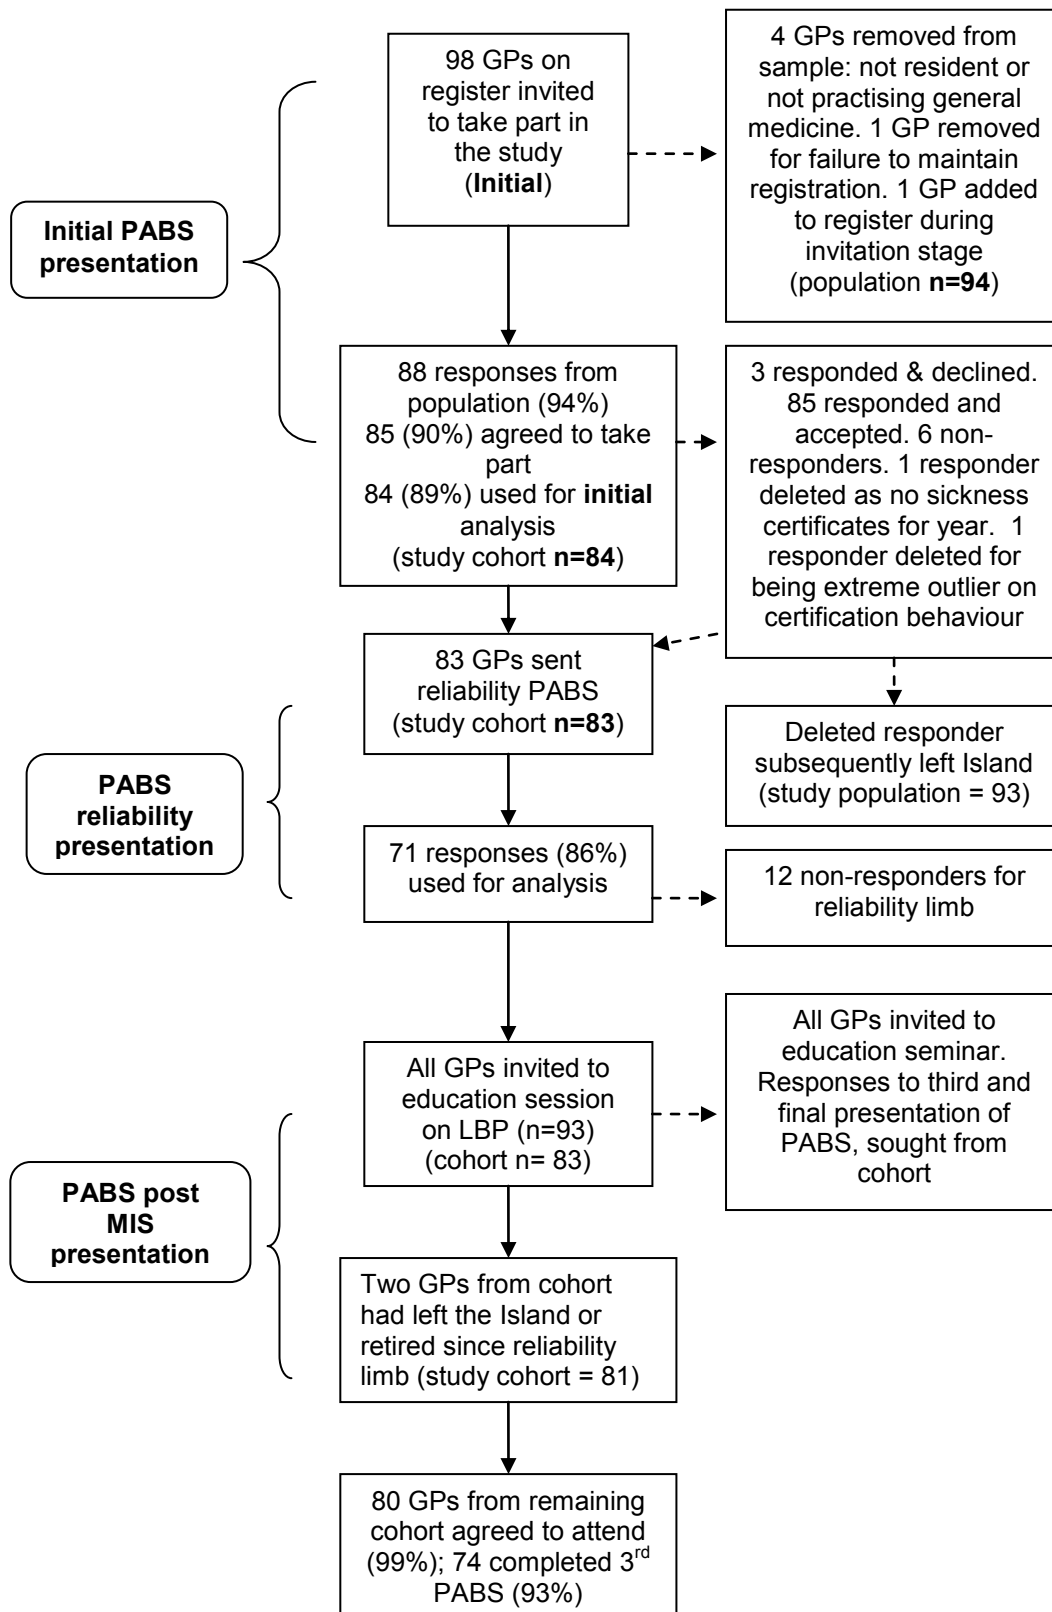 98 GPs on
register invited
to take part in
the study
(Initial)
4 GPs removed from
sample: not resident or
not practising general
medicine. 1 GP removed
for failure to maintain
registration. 1 GP added
to register during
invitation stage
(population n=94)
Initial PABS
presentation
88 responses from
population (94%)
85 (90%) agreed to take
part
84 (89%) used for initial
analysis
(study cohort n=84)
3 responded & declined.
85 responded and
accepted. 6 non-
responders. 1 responder
deleted as no sickness
certificates for year.  1
responder deleted for
being extreme outlier on
certification behaviour
83 GPs sent
reliability PABS
(study cohort n=83)
Deleted responder
subsequently left Island
(study population = 93)
PABS
reliability
presentation
71 responses (86%)
used for analysis
12 non-responders for
reliability limb
All GPs invited to
education session
on LBP (n=93)
(cohort n= 83)
All GPs invited to
education seminar.
Responses to third and
final presentation of
PABS, sought from
cohort
PABS post
MIS
presentation
Two GPs from cohort
had left the Island or
retired since reliability
limb (study cohort = 81)
80 GPs from remaining
cohort agreed to attend
(99%); 74 completed 3rd
PABS (93%)